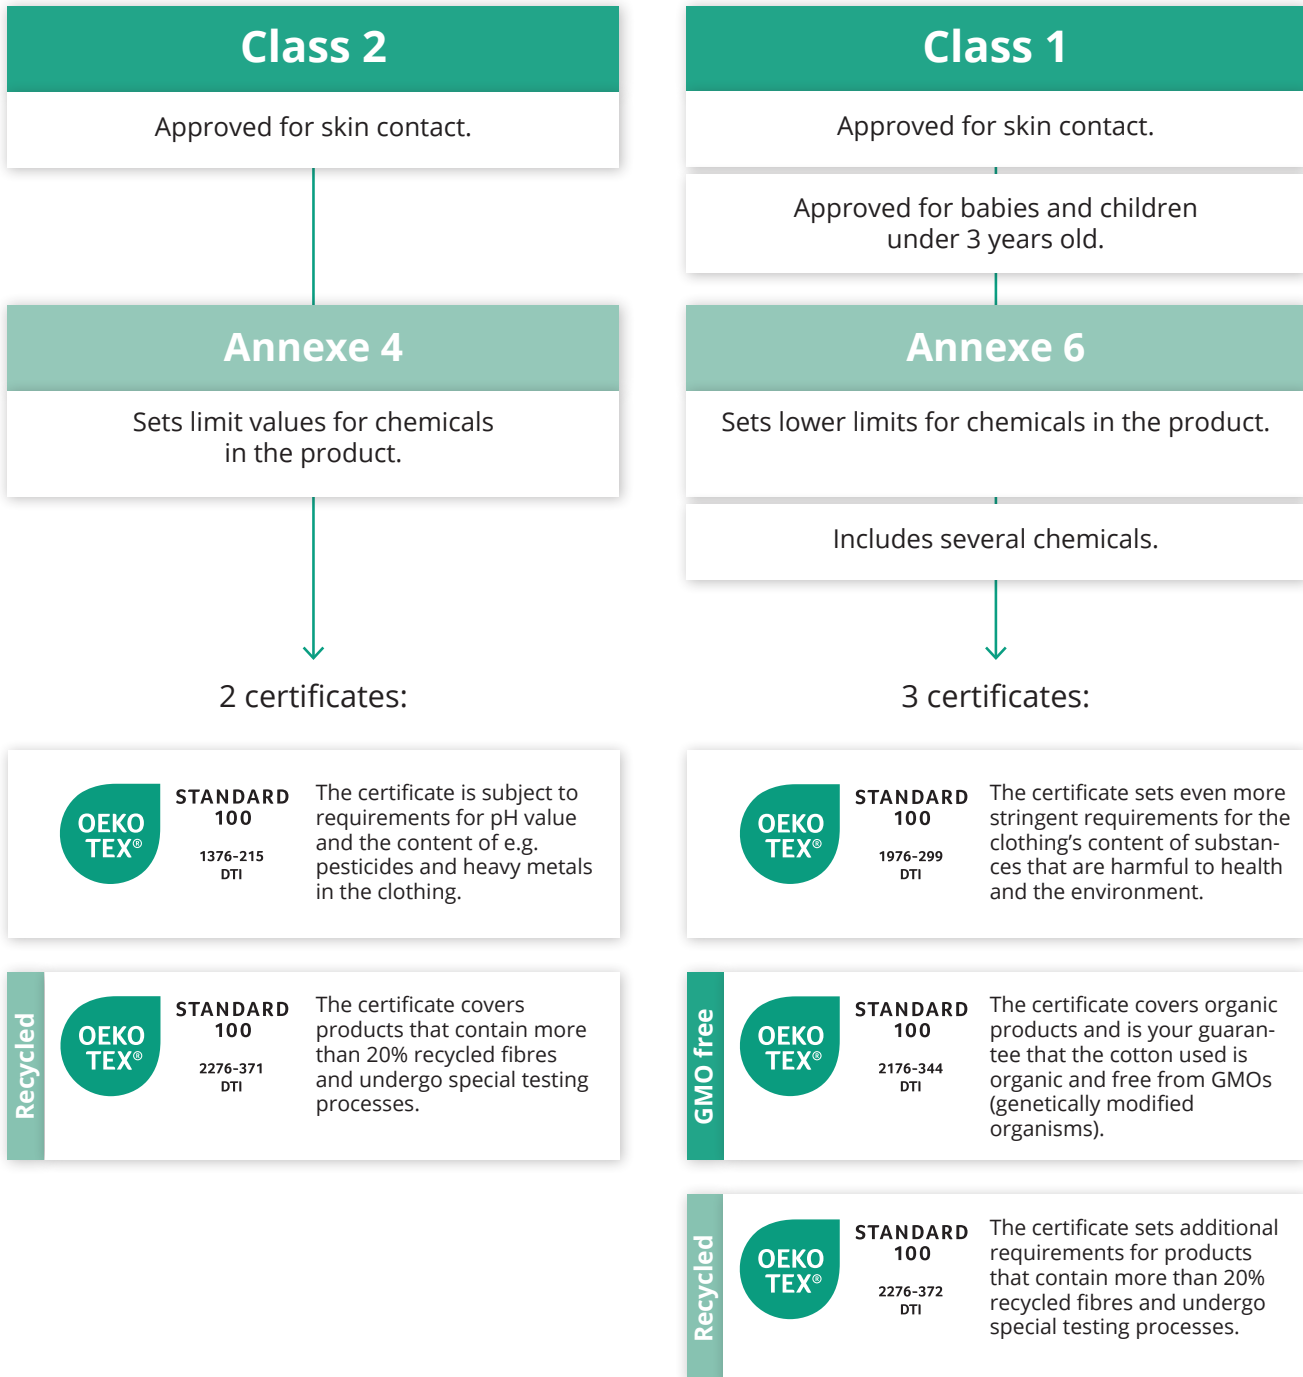 Class 2
Approved for skin contact.
Annexe 4
Sets limit values for chemicals
in the product.
2 certificates:
OEKO
TEX®
STANDARD
100
1376-215
DTI
The certificate is subject to
requirements for pH value
and the content of e.g.
pesticides and heavy metals
in the clothing.
Recycled
OEKO
TEX®
STANDARD
100
2276-371
DTI
The certificate covers
products that contain more
than 20% recycled fibres
and undergo special testing
processes.
Class 1
Approved for skin contact.
Approved for babies and children
under 3 years old.
Annexe 6
Sets lower limits for chemicals in the product.
Includes several chemicals.
3 certificates:
OEKO
TEX®
STANDARD
100
1976-299
DTI
The certificate sets even more
stringent requirements for the
clothing’s content of substan-
ces that are harmful to health
and the environment.
GMO free
OEKO
TEX®
STANDARD
100
2176-344
DTI
The certificate covers organic
products and is your guaran-
tee that the cotton used is
organic and free from GMOs
(genetically modified
organisms).
Recycled
OEKO
TEX®
STANDARD
100
2276-372
DTI
The certificate sets additional
requirements for products
that contain more than 20%
recycled fibres and undergo
special testing processes.